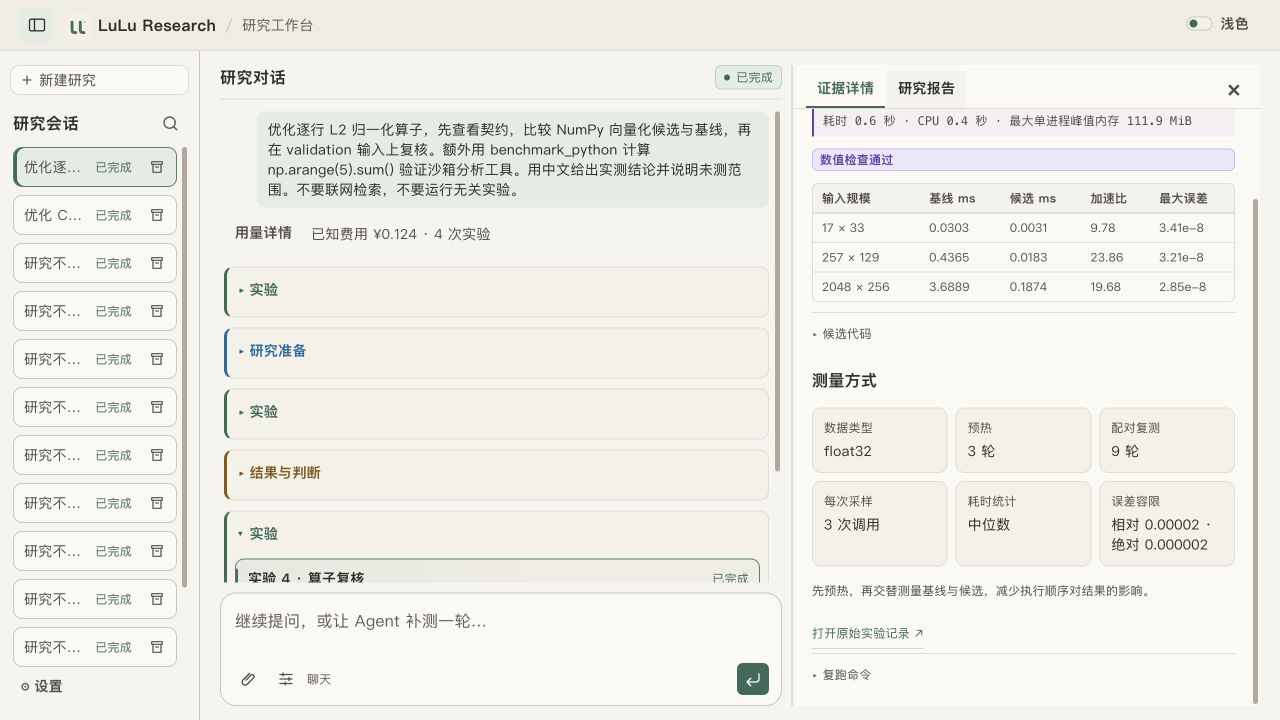 LuLu Research / 研究工作台
浅色
+ 新建研究
研究会话
优化逐… 已完成
优化 C… 已完成
研究不… 已完成
研究不… 已完成
研究不… 已完成
研究不… 已完成
研究不… 已完成
研究不… 已完成
研究不… 已完成
研究不… 已完成
研究不… 已完成
设置
研究对话
已完成
优化逐行 L2 归一化算子，先查看契约，比较 NumPy 向量化候选与基线，再
在 validation 输入上复核。额外用 benchmark_python 计算
np.arange(5).sum() 验证沙箱分析工具。用中文给出实测结论并说明未测范
围。不要联网检索，不要运行无关实验。
用量详情 已知费用 ¥0.124 · 4 次实验
实验
研究准备
实验
结果与判断
实验
实验 4 · 算子复核 已完成
继续提问，或让 Agent 补测一轮…
聊天
证据详情 研究报告
耗时 0.6 秒 · CPU 0.4 秒 · 最大单进程峰值内存 111.9 MiB
数值检查通过
输入规模 基线 ms 候选 ms 加速比 最大误差
17 × 33 0.0303 0.0031 9.78 3.41e−8
257 × 129 0.4365 0.0183 23.86 3.21e−8
2048 × 256 3.6889 0.1874 19.68 2.85e−8
候选代码
测量方式
数据类型
float32
预热
3 轮
配对复测
9 轮
每次采样
3 次调用
耗时统计
中位数
误差容限
相对 0.00002 ·
绝对 0.000002
先预热，再交替测量基线与候选，减少执行顺序对结果的影响。
打开原始实验记录 ↗
复跑命令